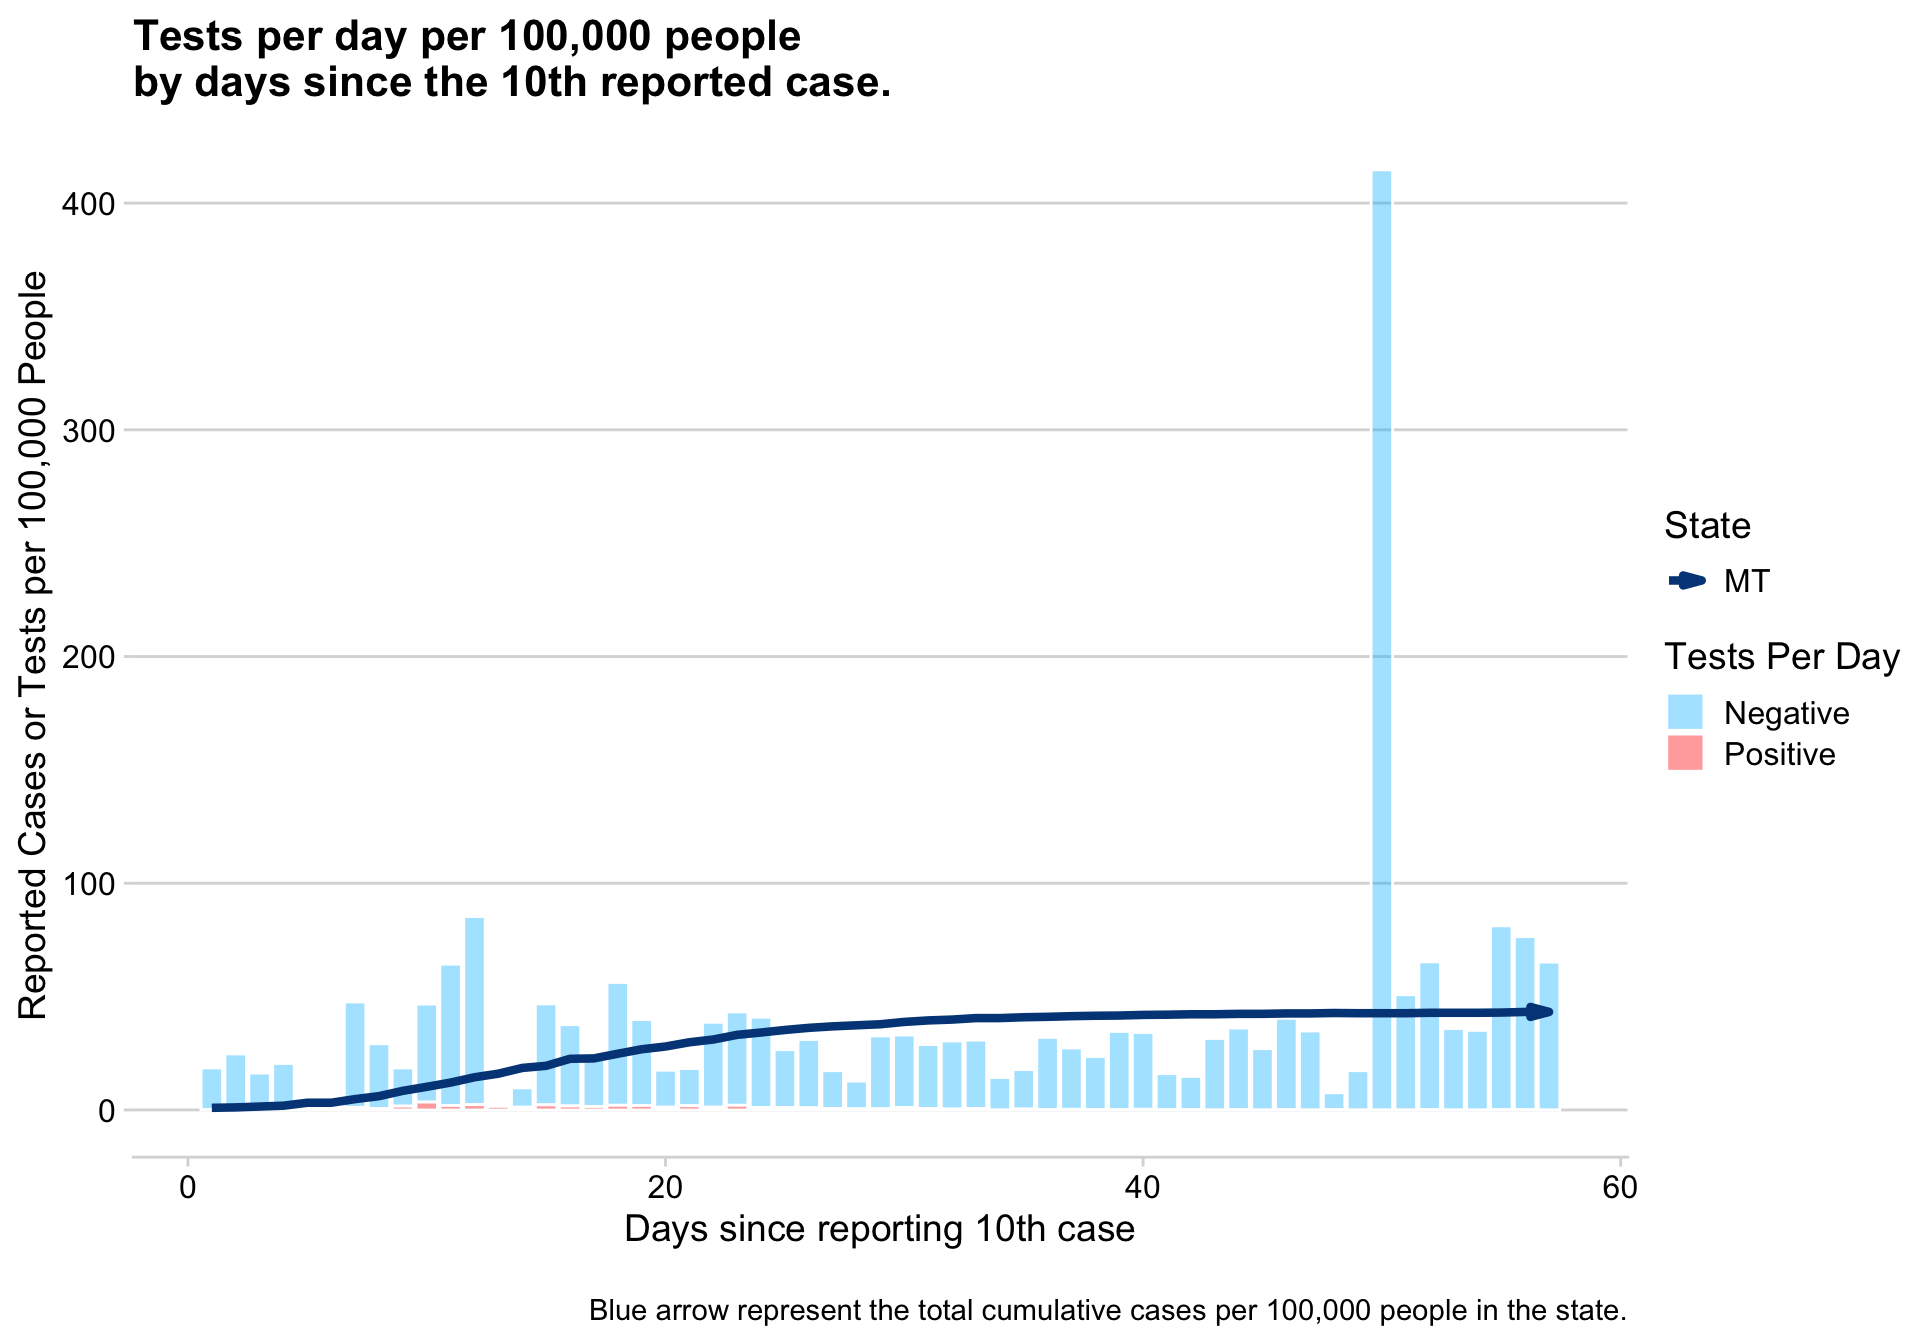 Tests per day per 100,000 people
by days since the 10th reported case.
Reported Cases or Tests per 100,000 People
400
300
200
100
0
0
20
40
60
Days since reporting 10th case
State
MT
Tests Per Day
Negative
Positive
Blue arrow represent the total cumulative cases per 100,000 people in the state.